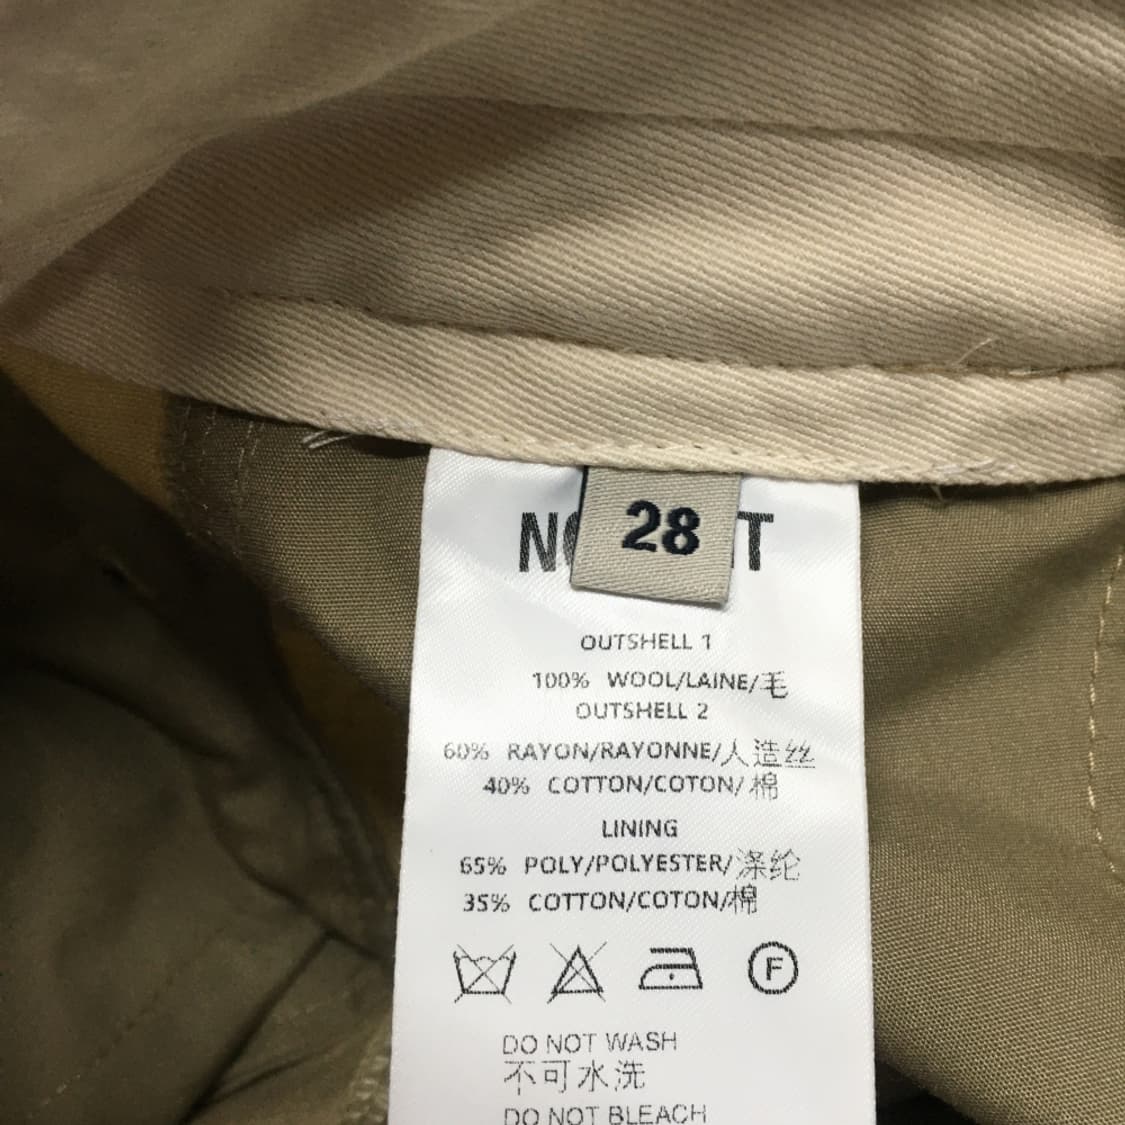 28
OUTSHELL 1
100% WOOL/LAINE/毛
OUTSHELL 2
60% RAYON/RAYONNE/人造丝
40% COTTON/COTON/棉
LINING
65% POLY/POLYESTER/涤纶
35% COTTON/COTON/棉
F
DO NOT WASH
不可水洗
DO NOT BLEACH